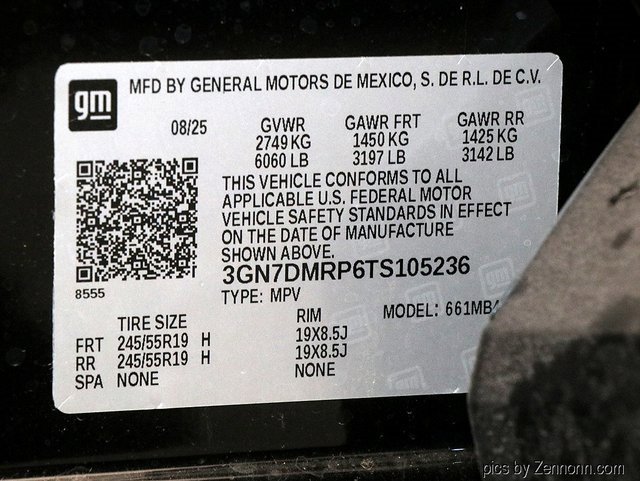 gm
MFD BY GENERAL MOTORS DE MEXICO, S. DE R.L. DE C.V.
08/25 GVWR GAWR FRT GAWR RR
2749 KG 1450 KG 1425 KG
6060 LB 3197 LB 3142 LB
THIS VEHICLE CONFORMS TO ALL
APPLICABLE U.S. FEDERAL MOTOR
VEHICLE SAFETY STANDARDS IN EFFECT
ON THE DATE OF MANUFACTURE
SHOWN ABOVE.
3GN7DMRP6TS105236
8555
TYPE: MPV
MODEL: 661MB4
TIRE SIZE RIM
FRT 245/55R19 H 19X8.5J
RR 245/55R19 H 19X8.5J
SPA NONE NONE
pics by Zennonn.com